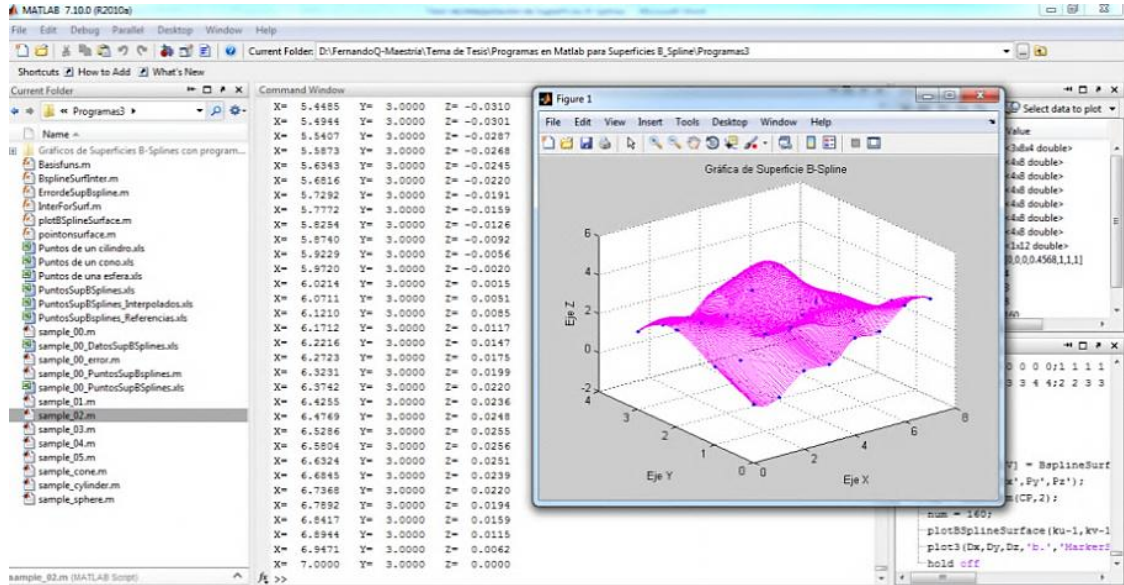 MATLAB 7.10.0 (R2010a)
File Edit Debug Parallel Desktop Window Help
Current Folder: D:\FernandoQ-Maestria\Tema de Tesis\Programas en Matlab para Superficies B_Spline\Programas3
Shortcuts How to Add What's New
Current Folder
« Programas3
Name
Graficos de Superficies B-Splines con program...
Basisfuns.m
BsplineSurfInter.m
ErrordeSupBspline.m
InterForSurf.m
plotBSplineSurface.m
pointonsurface.m
Puntos de un cilindro.xls
Puntos de un cono.xls
Puntos de una esfera.xls
PuntosSupBSplines.xls
PuntosSupBSplines_Interpolados.xls
PuntosSupBsplines_Referencias.xls
sample_00.m
sample_00_DatosSupBSplines.xls
sample_00_error.m
sample_00_PuntosSupBsplines.m
sample_00_PuntosSupBSplines.xls
sample_01.m
sample_02.m
sample_03.m
sample_04.m
sample_05.m
sample_cone.m
sample_cylinder.m
sample_sphere.m
sample_02.m (MATLAB Script)
Command Window
X= 5.4485 Y= 3.0000 Z= -0.0310
X= 5.4944 Y= 3.0000 Z= -0.0301
X= 5.5407 Y= 3.0000 Z= -0.0287
X= 5.5873 Y= 3.0000 Z= -0.0268
X= 5.6343 Y= 3.0000 Z= -0.0245
X= 5.6816 Y= 3.0000 Z= -0.0220
X= 5.7292 Y= 3.0000 Z= -0.0191
X= 5.7772 Y= 3.0000 Z= -0.0159
X= 5.8254 Y= 3.0000 Z= -0.0126
X= 5.8740 Y= 3.0000 Z= -0.0092
X= 5.9229 Y= 3.0000 Z= -0.0056
X= 5.9720 Y= 3.0000 Z= -0.0020
X= 6.0214 Y= 3.0000 Z= 0.0015
X= 6.0711 Y= 3.0000 Z= 0.0051
X= 6.1210 Y= 3.0000 Z= 0.0085
X= 6.1712 Y= 3.0000 Z= 0.0117
X= 6.2216 Y= 3.0000 Z= 0.0147
X= 6.2723 Y= 3.0000 Z= 0.0175
X= 6.3231 Y= 3.0000 Z= 0.0199
X= 6.3742 Y= 3.0000 Z= 0.0220
X= 6.4255 Y= 3.0000 Z= 0.0236
X= 6.4769 Y= 3.0000 Z= 0.0248
X= 6.5286 Y= 3.0000 Z= 0.0255
X= 6.5804 Y= 3.0000 Z= 0.0256
X= 6.6324 Y= 3.0000 Z= 0.0251
X= 6.6845 Y= 3.0000 Z= 0.0239
X= 6.7368 Y= 3.0000 Z= 0.0220
X= 6.7892 Y= 3.0000 Z= 0.0194
X= 6.8417 Y= 3.0000 Z= 0.0159
X= 6.8944 Y= 3.0000 Z= 0.0115
X= 6.9471 Y= 3.0000 Z= 0.0062
X= 7.0000 Y= 3.0000 Z= 0.0000
fx >>
Figure 1
File Edit View Insert Tools Desktop Window Help
Gráfica de Superficie B-Spline
6
4
2
0
-2
Eje Z
4
3
2
1
0
Eje Y
0
2
4
6
8
Eje X
Select data to plot
Value
<3x8x4 double>
<4x8 double>
<4x8 double>
<4x8 double>
<4x8 double>
<4x8 double>
<4x8 double>
<1x12 double>
[0,0,0,0.4568,1,1,1]
160
0 0 0 0;1 1 1 1
3 3 4 4;2 2 3 3
V] = BsplineSurf
x',Py',Pz');
m(CP,2);
num = 160;
plotBSplineSurface(ku-1,kv-1
plot3(Dx,Dy,Dz,'b.','MarkerS
hold off